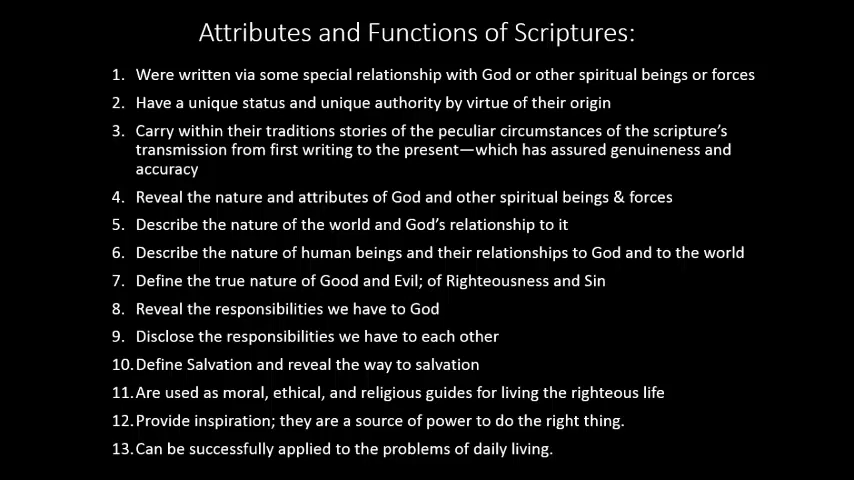 Attributes and Functions of Scriptures:
1. Were written via some special relationship with God or other spiritual beings or forces
2. Have a unique status and unique authority by virtue of their origin
3. Carry within their traditions stories of the peculiar circumstances of the scripture’s
transmission from first writing to the present—which has assured genuineness and
accuracy
4. Reveal the nature and attributes of God and other spiritual beings & forces
5. Describe the nature of the world and God’s relationship to it
6. Describe the nature of human beings and their relationships to God and to the world
7. Define the true nature of Good and Evil; of Righteousness and Sin
8. Reveal the responsibilities we have to God
9. Disclose the responsibilities we have to each other
10. Define Salvation and reveal the way to salvation
11. Are used as moral, ethical, and religious guides for living the righteous life
12. Provide inspiration; they are a source of power to do the right thing.
13. Can be successfully applied to the problems of daily living.